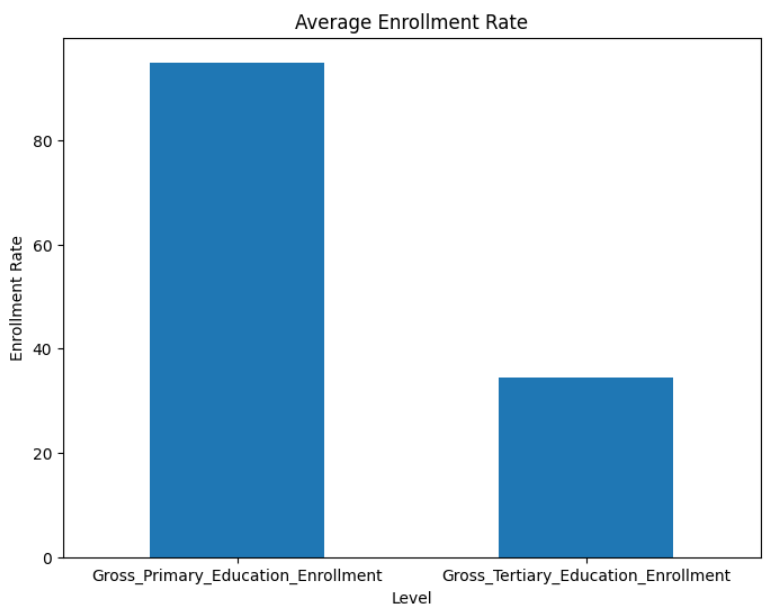 Average Enrollment Rate
Enrollment Rate
80
60
40
20
0
Gross_Primary_Education_Enrollment
Gross_Tertiary_Education_Enrollment
Level